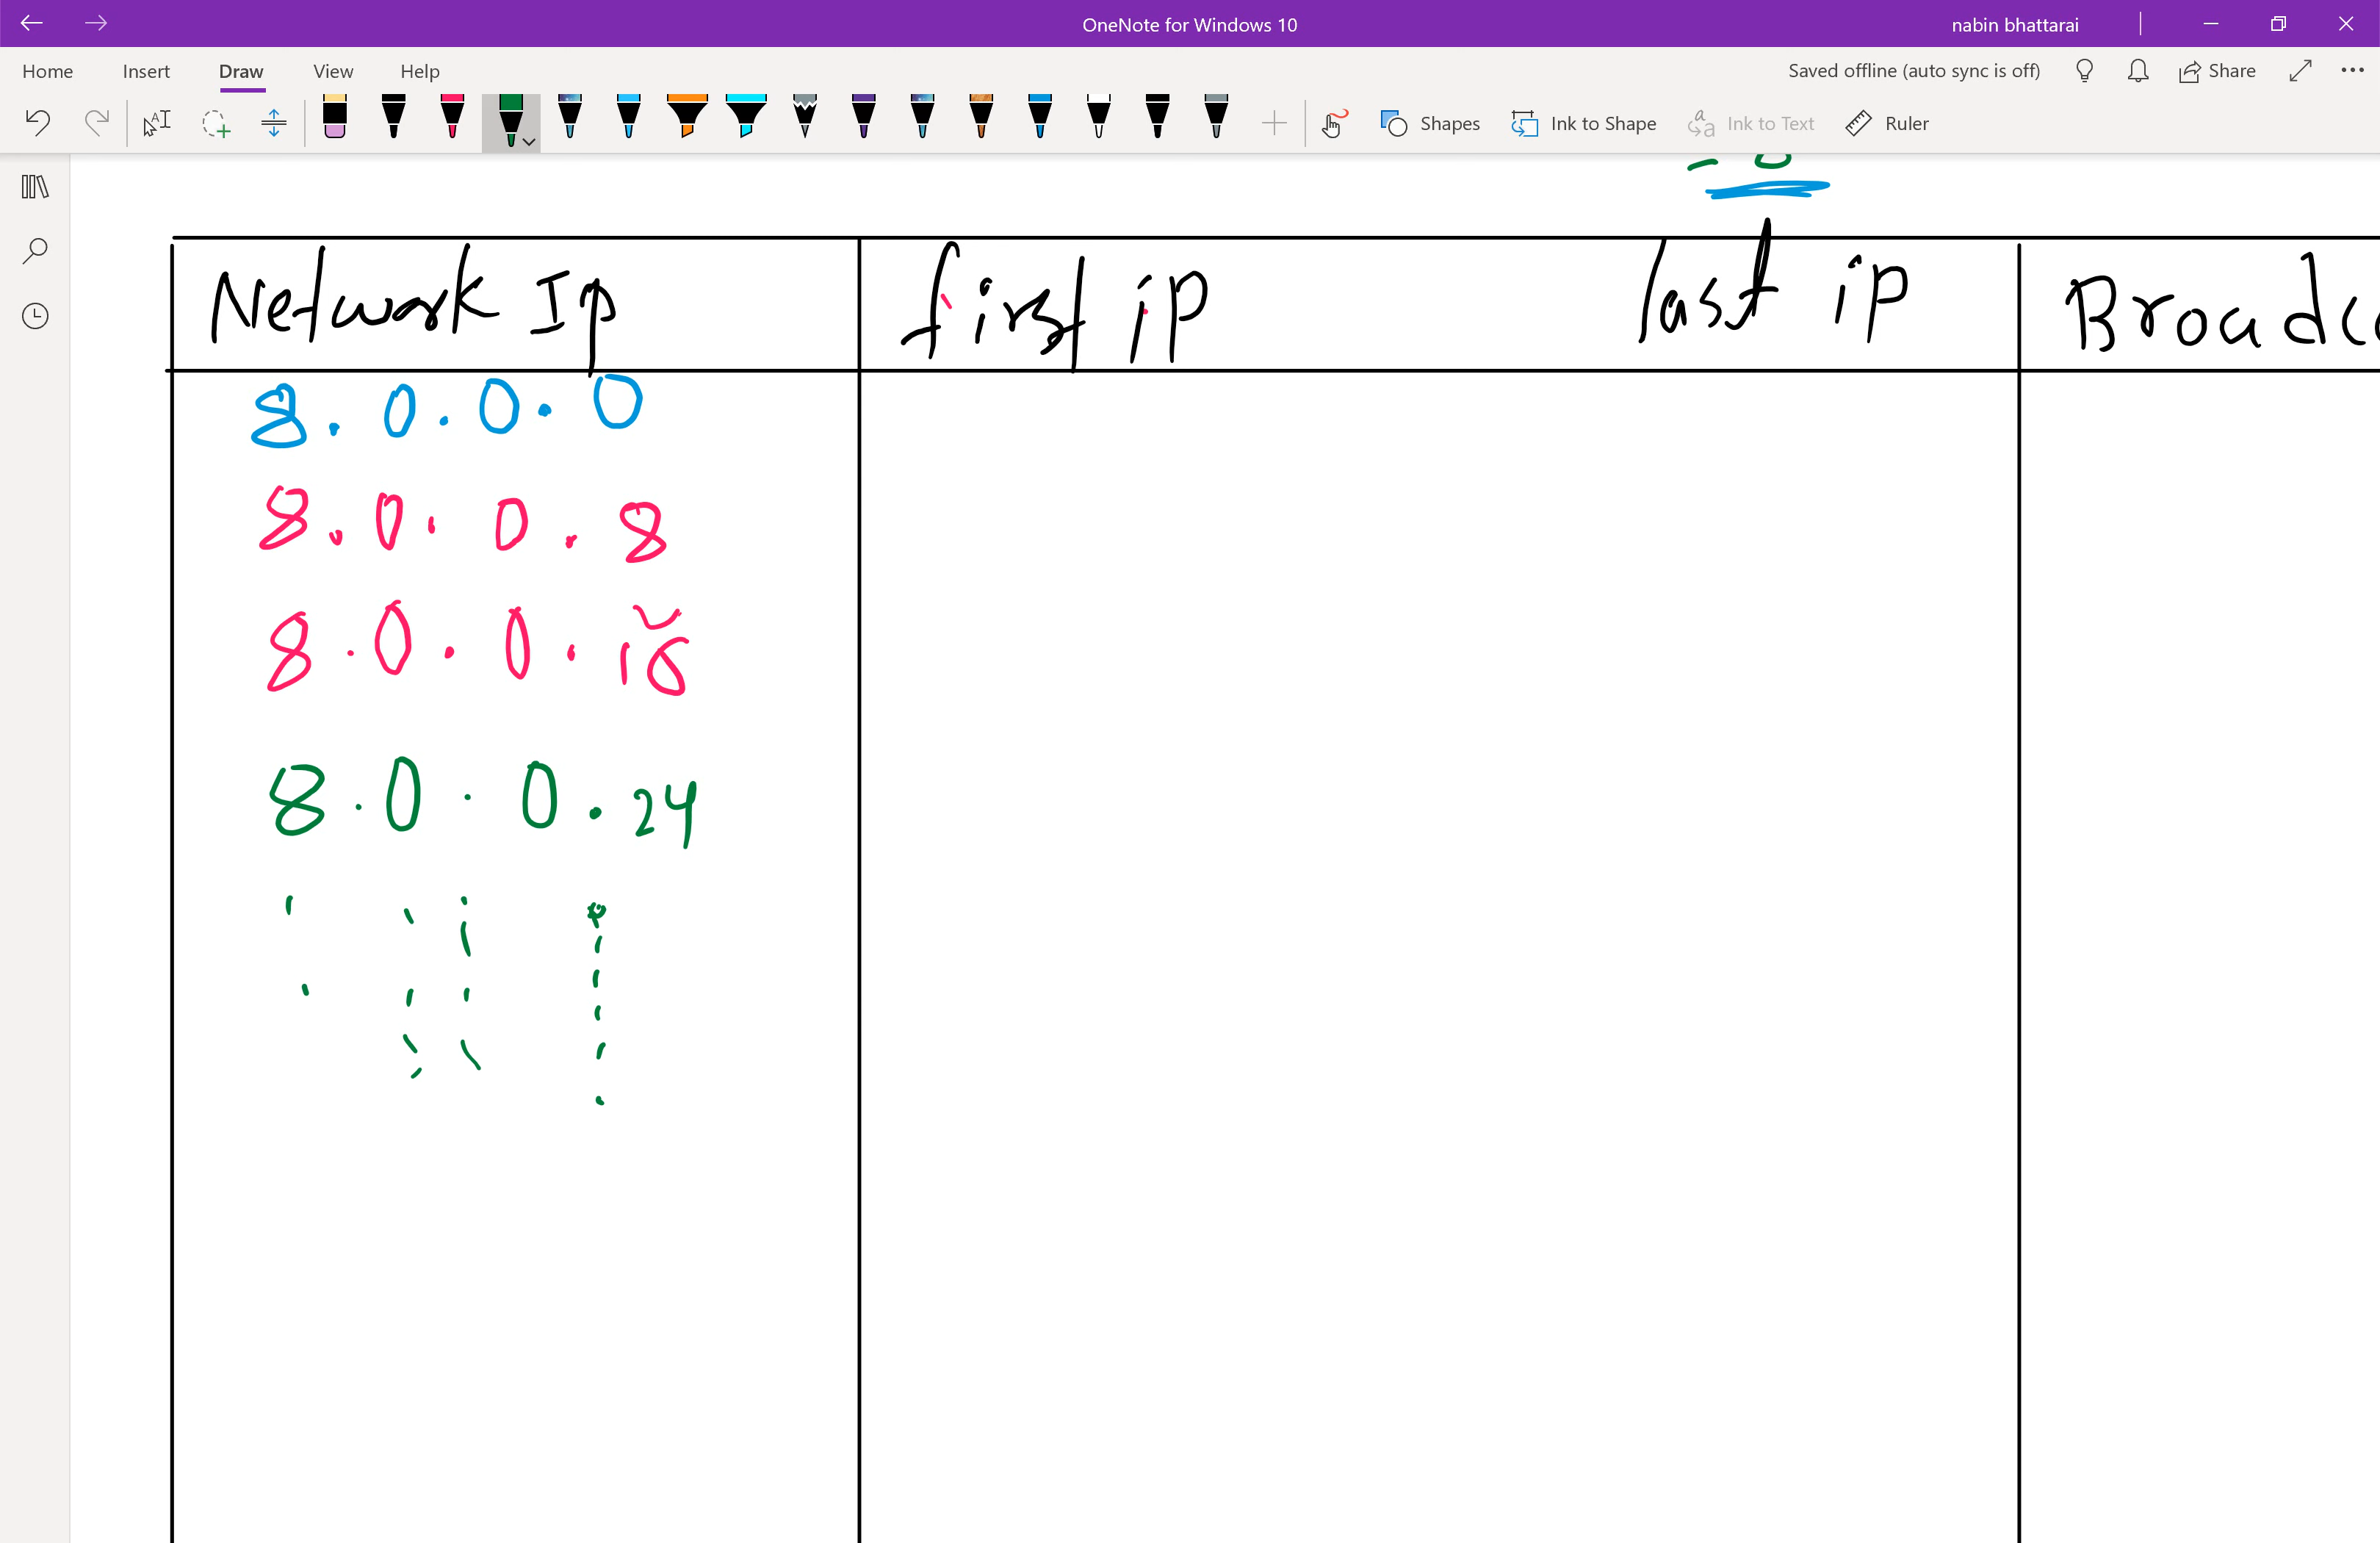 OneNote for Windows 10
nabin bhattarai
Home Insert Draw View Help
Saved offline (auto sync is off) Share
Shapes Ink to Shape Ink to Text Ruler
= 8
Network Ip first ip last ip Broadc
8.0.0.0
8.0.0.8
8.0.0.16
8.0.0.24